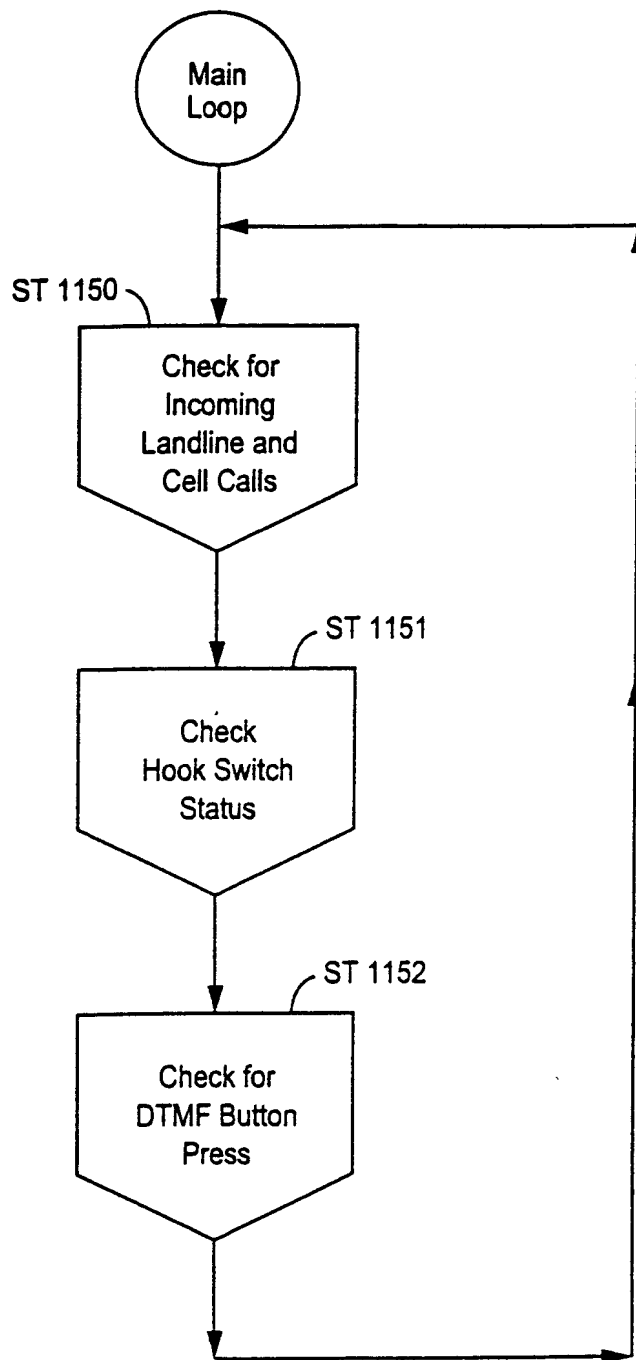 Main
Loop
ST 1150
Check for
Incoming
Landline and
Cell Calls
ST 1151
Check
Hook Switch
Status
ST 1152
Check for
DTMF Button
Press